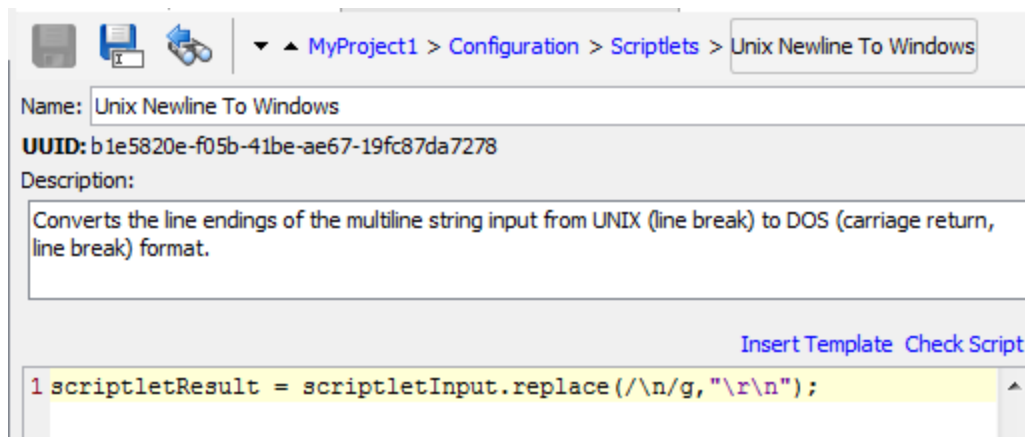 MyProject1 > Configuration > Scriptlets > Unix Newline To Windows
Name: Unix Newline To Windows
UUID: b1e5820e-f05b-41be-ae67-19fc87da7278
Description:
Converts the line endings of the multiline string input from UNIX (line break) to DOS (carriage return,
line break) format.
Insert Template Check Script
1 scriptletResult = scriptletInput.replace(/\n/g,"\r\n");